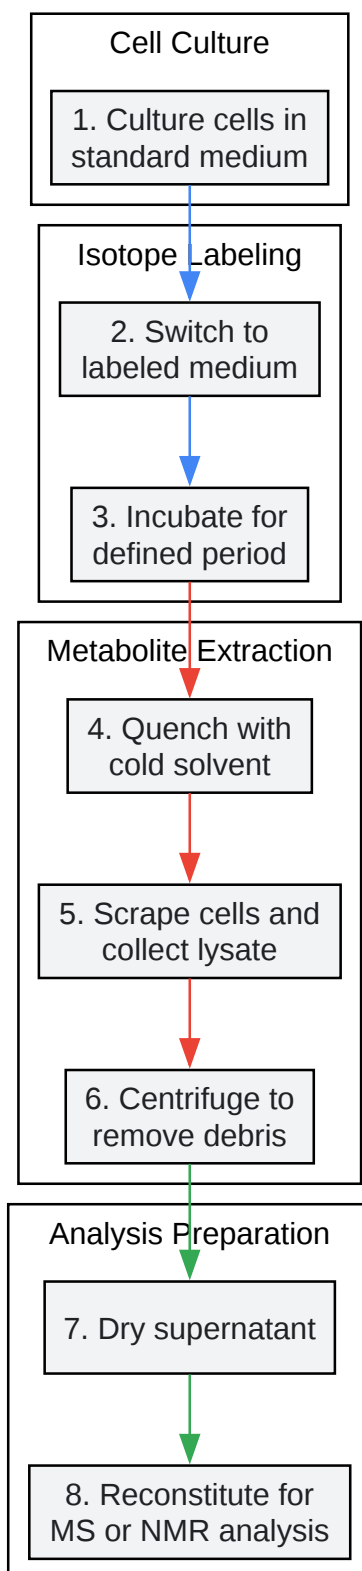 Cell Culture
1. Culture cells in
standard medium
Isotope Labeling
2. Switch to
labeled medium
3. Incubate for
defined period
Metabolite Extraction
4. Quench with
cold solvent
5. Scrape cells and
collect lysate
6. Centrifuge to
remove debris
Analysis Preparation
7. Dry supernatant
8. Reconstitute for
MS or NMR analysis